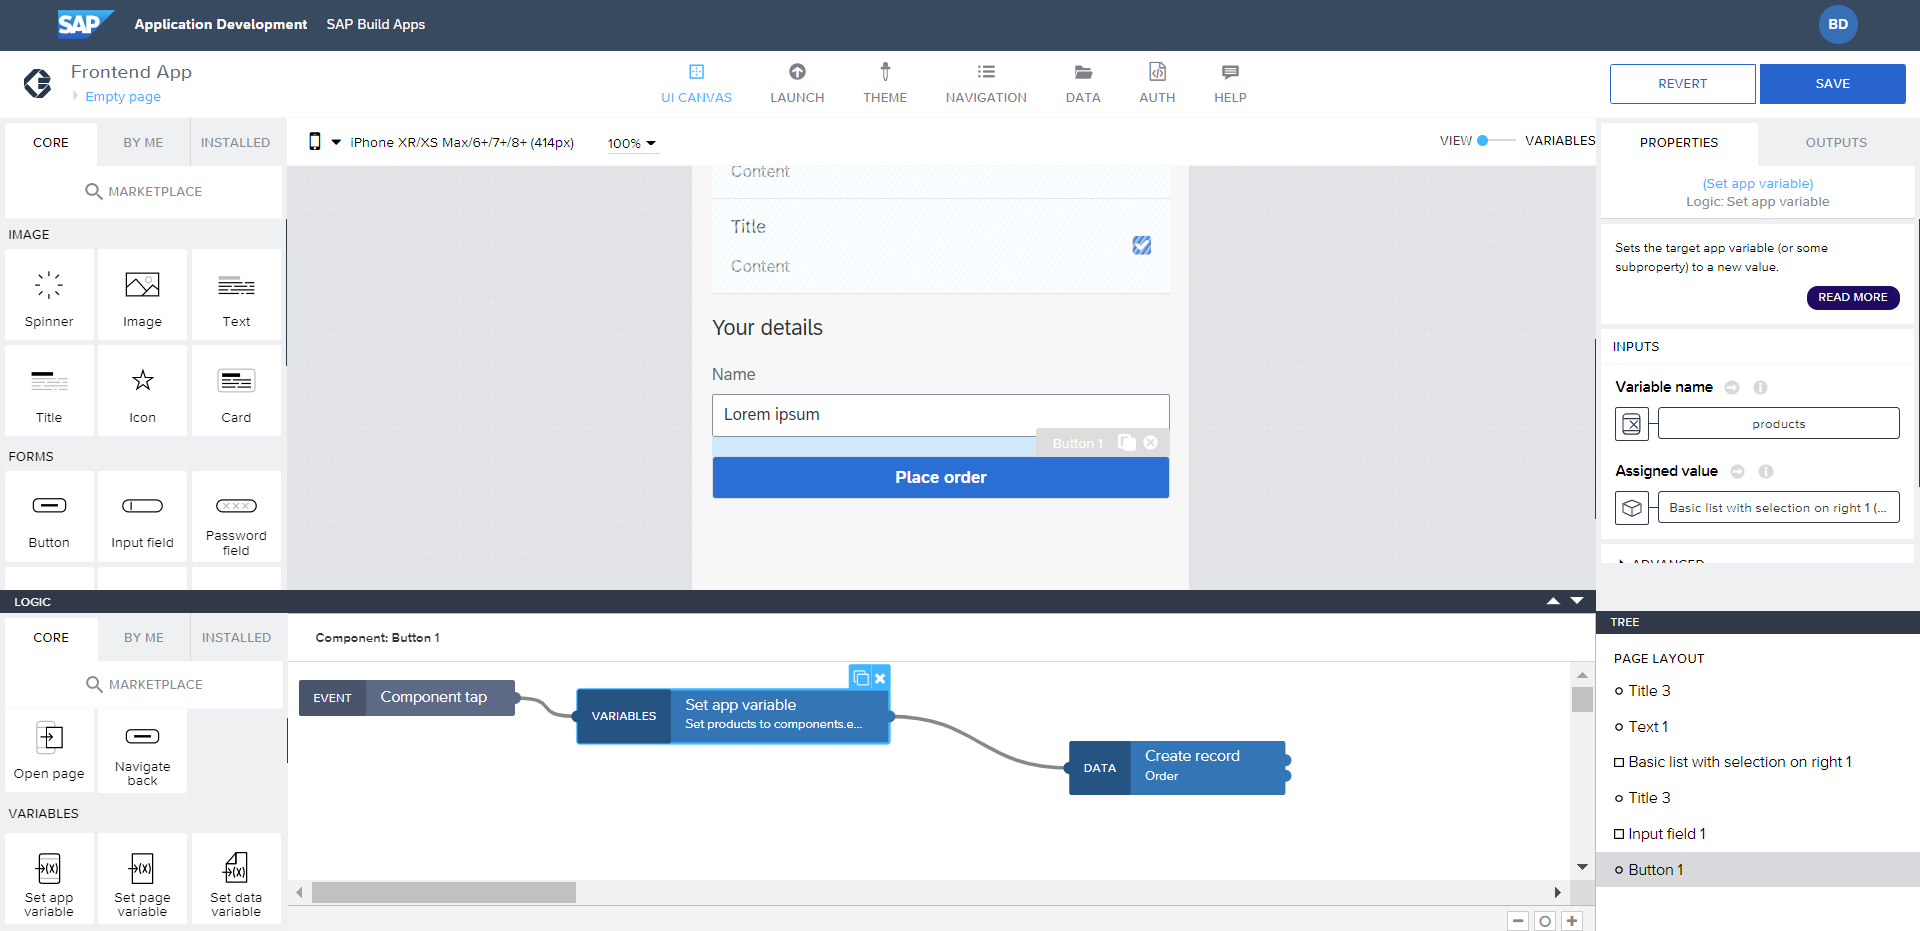 SAP Application Development SAP Build Apps BD
Frontend App
Empty page
UI CANVAS LAUNCH THEME NAVIGATION DATA AUTH HELP
REVERT SAVE
CORE BY ME INSTALLED
MARKETPLACE
IMAGE
Spinner Image Text
Title Icon Card
FORMS
Button Input field Password field
iPhone XR/XS Max/6+/7+/8+ (414px) 100%
VIEW VARIABLES
Content
Title
Content
Your details
Name
Lorem ipsum
Button 1
Place order
PROPERTIES OUTPUTS
(Set app variable)
Logic: Set app variable
Sets the target app variable (or some
subproperty) to a new value.
READ MORE
INPUTS
Variable name
products
Assigned value
Basic list with selection on right 1 (...
ADVANCED
LOGIC
CORE BY ME INSTALLED
MARKETPLACE
Open page Navigate back
VARIABLES
Set app variable Set page variable Set data variable
Component: Button 1
EVENT Component tap
VARIABLES Set app variable
Set products to components.e...
DATA Create record
Order
TREE
PAGE LAYOUT
Title 3
Text 1
Basic list with selection on right 1
Title 3
Input field 1
Button 1